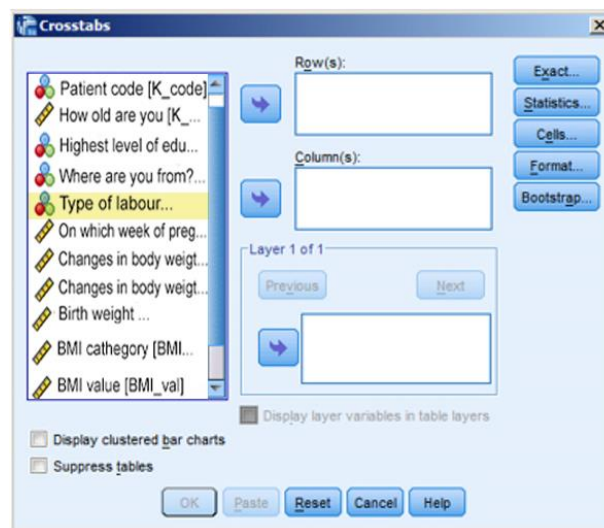 Crosstabs
Patient code [K_code]
How old are you [K_...
Highest level of edu...
Where are you from?...
Type of labour...
On which week of preg...
Changes in body weigt...
Changes in body weigt...
Birth weight ...
BMI cathegory [BMI...
BMI value [BMI_val]
Row(s):
Column(s):
Layer 1 of 1
Previous
Next
Display layer variables in table layers
Exact...
Statistics...
Cells...
Format...
Bootstrap...
Display clustered bar charts
Suppress tables
OK
Paste
Reset
Cancel
Help